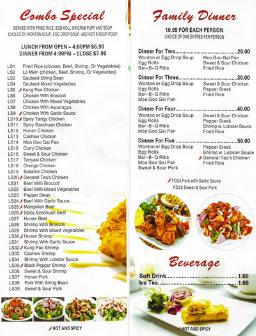 Combo Special
SERVED WITH FRIED RICE, EGG ROLL
CHOICE OF WONTON SOUP, EGG DROP SOUP, AND HOT & SOUR SOUP
LUNCH FROM OPEN - 4:00PM $6.90
DINNER FROM 4:00PM - CLOSE $7.90
LS1 Fried Rice (chicken, Beef, Shrimp, or Vegetables)
LS2 Lo Mein (chicken, Beef, Shrimp, or Vegetables)
LS3 Sauteed String Bean
LS4 Sauteed Broccoli
LS5 Kung Pao Chicken
LS6 Chicken with Broccoli
LS7 Chicken with Mixed Vegetables
LS8 Chicken with Asparagus
LS9 Chicken with Garlic Sauce
LS10 Spicy Green Chicken
LS11 Spicy Szechuan Chicken
LS12 Hunan Chicken
LS13 Cashew Chicken
LS14 Moo Goo Gai Pan
LS15 Curry Chicken
LS16 Sweet & Sour Chicken
LS17 Teriyaki Chicken
LS18 Orange Chicken
LS19 Sesame Chicken
LS20 General Tao's Chicken
LS21 Beef with Broccoli
LS22 Beef with Mixed Vegetables
LS23 Pepper Steak
LS24 Beef with Garlic Sauce
LS25 Mongolian Beef
LS26 Spicy Szechuan Beef
LS27 Hunan Beef
LS28 Shrimp with Broccoli
LS29 Shrimp with Mixed Vegetables
LS30 Hunan Shrimp
LS31 Shrimp with Garlic Sauce
LS32 Kung Pao Shrimp
LS33 Cashew Shrimp
LS34 Shrimp with Lobster Sauce
LS35 Black Pepper Shrimp
LS36 Sweet & Sour Shrimp
LS37 Hunan Pork
LS38 Pork with String Bean
LS39 Sweet & Sour Pork
HOT AND SPICY
Family Dinner
10.95 FOR EACH PERSON
CHOICE OF ONE ENTREE PER PERSON
Dinner For Two 20.00
Wonton or Egg Drop Soup Moo Goo Gai Pan
Egg Rolls Sweet & Sour Chicken
Bar-B-Q Ribs Fried Rice
Dinner For Three 30.00
Wonton or Egg Drop Soup Sweet & Sour Chicken
Egg Rolls Pepper Steak
Bar-B-Q Ribs Fried Rice
Moo Goo Gai Pan
Dinner For Four 40.00
Wonton or Egg Drop Soup Sweet & Sour Chicken
Egg Rolls Pepper Steak
Bar-B-Q Ribs Shrimp w. Lobster Sauce
Moo Goo Gai Pan Fried Rice
Dinner For Five 50.00
Wonton or Egg Drop Soup Pepper Steak
Egg Rolls Shrimp w. Lobster Sauce
Bar-B-Q Ribs General Tao's Chicken
Moo Goo Gai Pan Fried Rice
Sweet & Sour Chicken
FD24 Pork with Garlic Sauce
FD25 Sweet & Sour Pork
Beverage
Soft Drink 1.65
Ice Tea 1.65
HOT AND SPICY